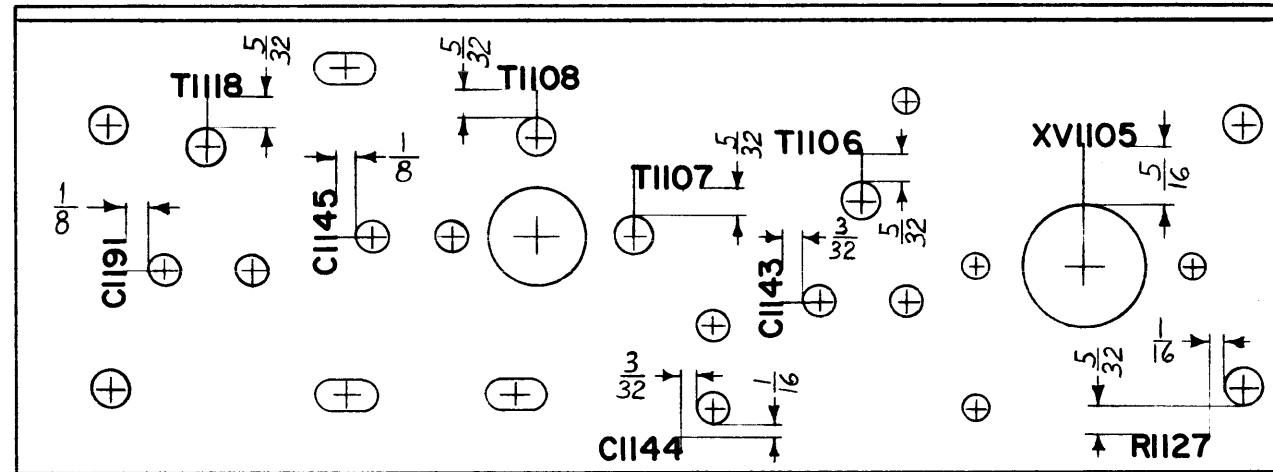 5/32
T1118
5/32
T1108
T1106
XV1105
1/8
C1145
T1107
5/32
5/16
1/8
C1191
C1143
3/32
5/32
3/32
C1144
1/16
5/32
1/16
R1127